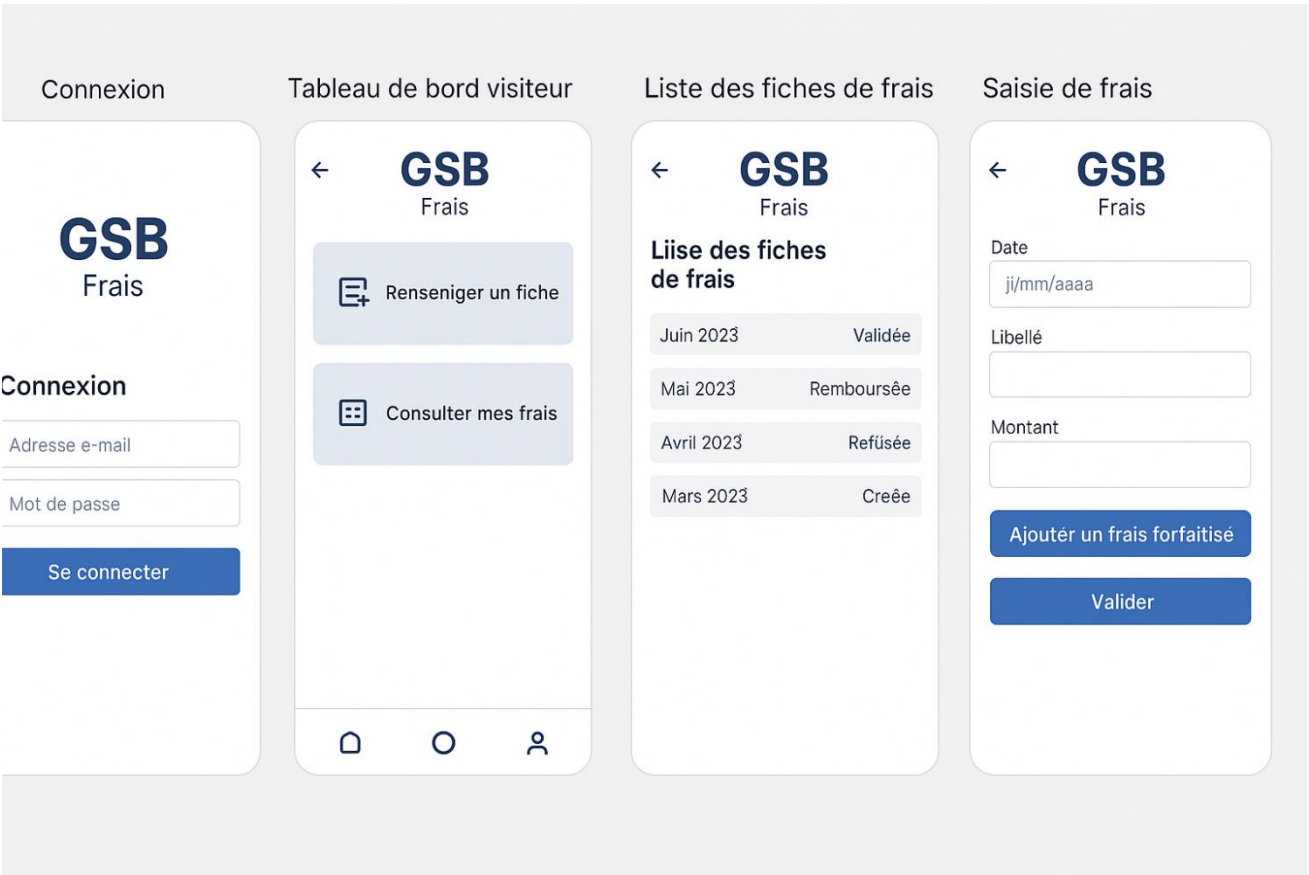 Connexion
GSB
Frais
Connexion
Adresse e-mail
Mot de passe
Se connecter
Tableau de bord visiteur
GSB
Frais
Renseniger un fiche
Consulter mes frais
Liste des fiches de frais
GSB
Frais
Liise des fiches
de frais
Juin 2023 Validée
Mai 2023 Remboursêe
Avril 2023 Refüsée
Mars 2023 Creêe
Saisie de frais
GSB
Frais
Date
ji/mm/aaaa
Libellé
Montant
Ajoutér un frais forfaitisé
Valider